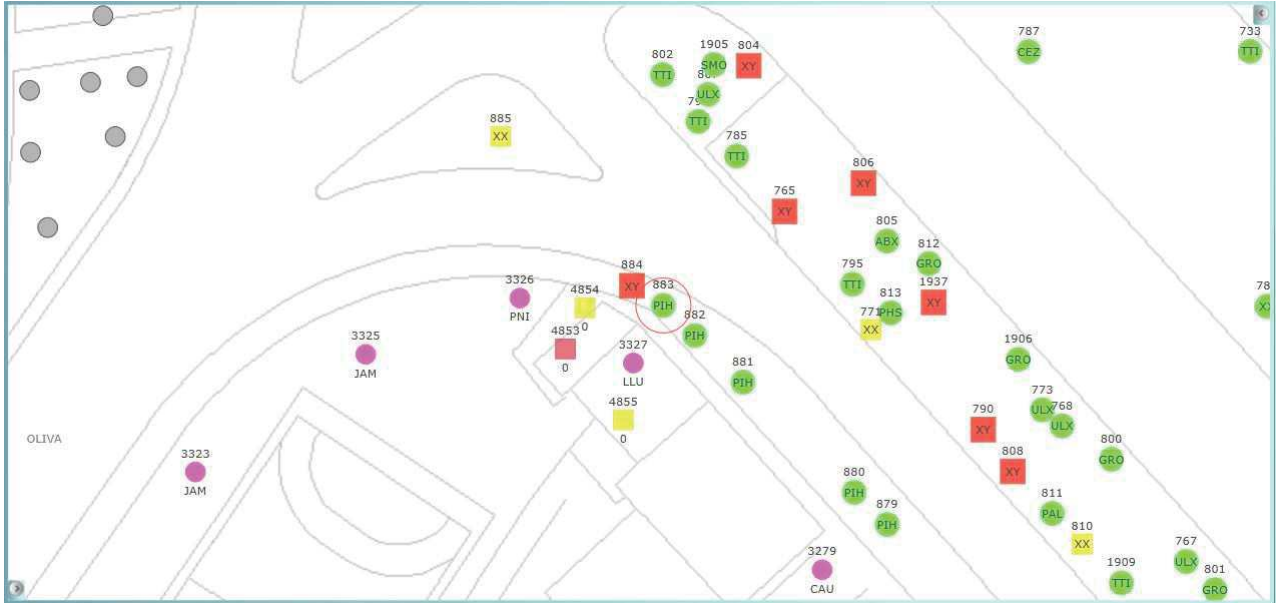 787
CEZ
733
TTI
1905
SMO
804
XY
802
TTI
ULX
TTI
885
XX
785
TTI
806
XY
765
XY
805
ABX
812
GRO
795
TTI
1937
XY
813
PHS
771
XX
884
XY
883
PIH
3326
PNI
4854
0
882
PIH
4853
0
3327
LLU
3325
JAM
881
PIH
1906
GRO
773
ULX
768
ULX
4855
0
790
XY
OLIVA
3323
JAM
808
XY
800
GRO
880
PIH
811
PAL
879
PIH
810
XX
3279
CAU
767
ULX
1909
TTI
801
GRO